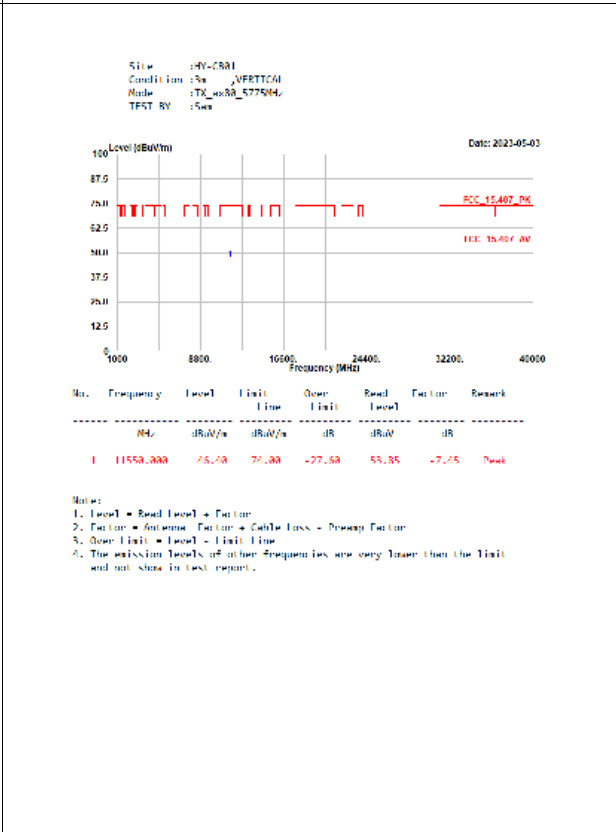 Site :HY-CB01
Condition :3m ,VERTICAL
Mode :TX_ax80_5775MHz
TEST BY :Sam
Level (dBuV/m)
Date: 2023-05-03
100
87.5
75.0
FCC_15.407_PK
62.5
FCC_15.407_AV
50.0
1
37.5
25.0
12.5
0
1000 8800. 16600. 24400. 32200. 40000
Frequency (MHz)
No. Frequency Level Limit Over Read Factor Remark
Line Limit Level
MHz dBuV/m dBuV/m dB dBuV dB
1 11550.000 46.40 74.00 -27.60 53.85 -7.45 Peak
Note:
1. Level = Read Level + Factor
2. Factor = Antenna Factor + Cable Loss - Preamp Factor
3. Over Limit = Level - Limit Line
4. The emission levels of other frequencies are very lower than the limit
and not show in test report.